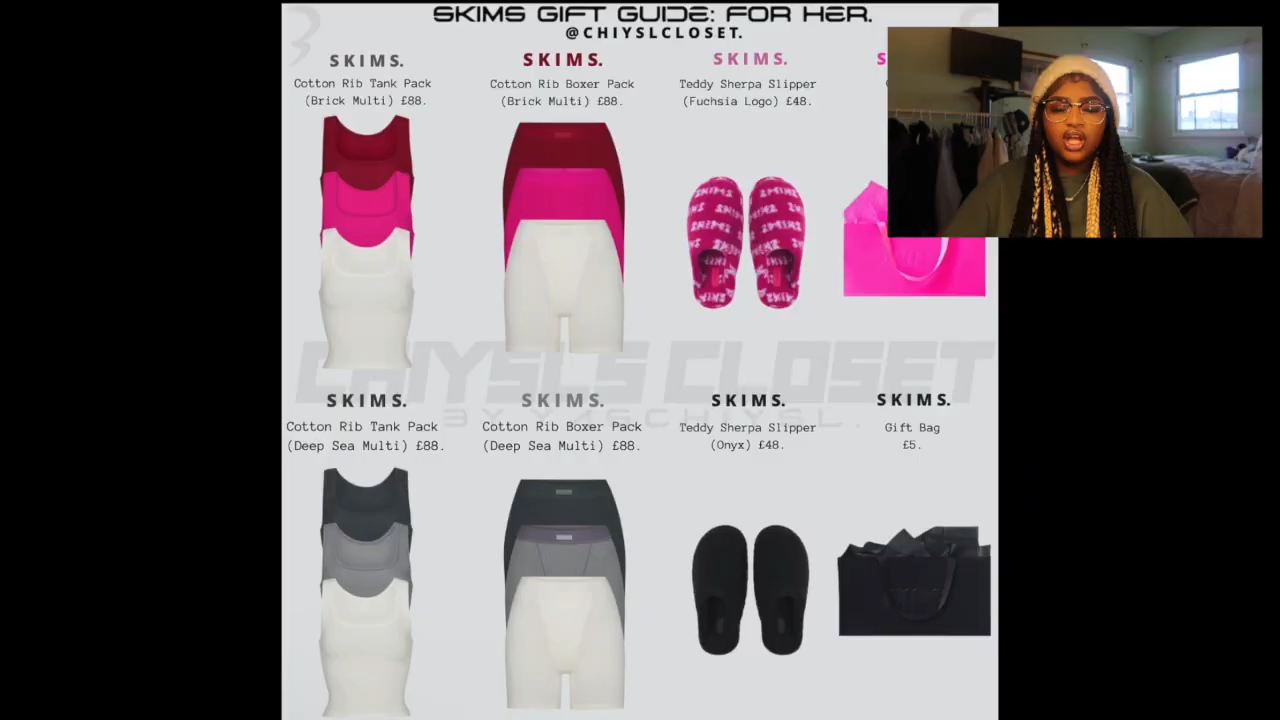 SKIMS GIFT GUIDE: FOR HER.
@CHIYSLCLOSET.
SKIMS.
Cotton Rib Tank Pack
(Brick Multi) £88.
SKIMS.
Cotton Rib Boxer Pack
(Brick Multi) £88.
SKIMS.
Teddy Sherpa Slipper
(Fuchsia Logo) £48.
SKIMS
CHIYSLS CLOSET
SKIMS.
Cotton Rib Tank Pack
(Deep Sea Multi) £88.
SKIMS.
Cotton Rib Boxer Pack
(Deep Sea Multi) £88.
SKIMS.
Teddy Sherpa Slipper
(Onyx) £48.
SKIMS.
Gift Bag
£5.